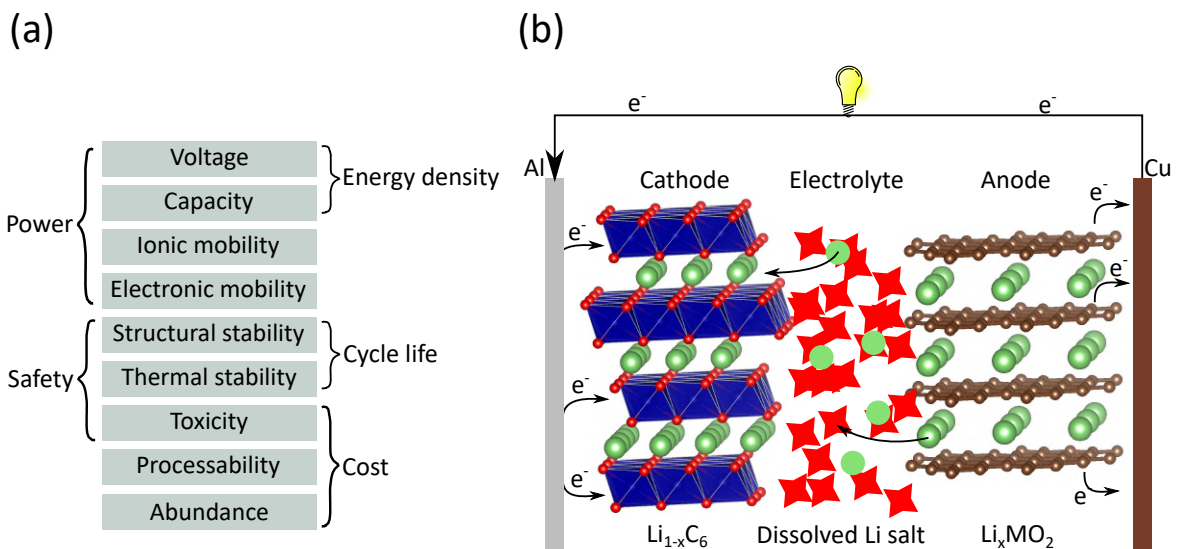 (a)
Power
Safety
Voltage
Capacity
Ionic mobility
Electronic mobility
Structural stability
Thermal stability
Toxicity
Processability
Abundance
Energy density
Cycle life
Cost
(b)
e⁻
e⁻
Al
Cu
Cathode
Electrolyte
Anode
e⁻
e⁻
e⁻
e⁻
e⁻
e⁻
Li₁₋ₓC₆
Dissolved Li salt
LiₓMO₂